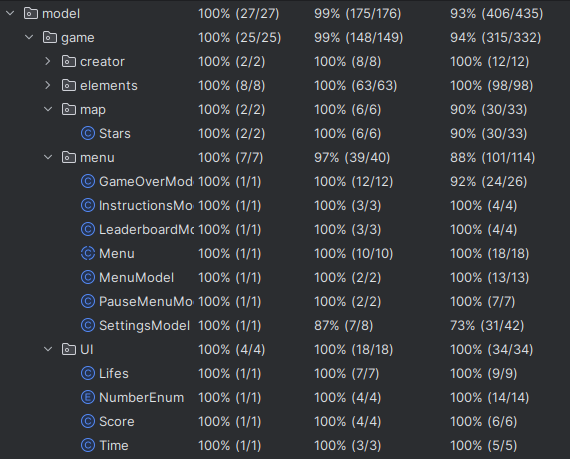 model 100% (27/27) 99% (175/176) 93% (406/435)
game 100% (25/25) 99% (148/149) 94% (315/332)
creator 100% (2/2) 100% (8/8) 100% (12/12)
elements 100% (8/8) 100% (63/63) 100% (98/98)
map 100% (2/2) 100% (6/6) 90% (30/33)
C Stars 100% (2/2) 100% (6/6) 90% (30/33)
menu 100% (7/7) 97% (39/40) 88% (101/114)
C GameOverMod 100% (1/1) 100% (12/12) 92% (24/26)
C InstructionsMo 100% (1/1) 100% (3/3) 100% (4/4)
C LeaderboardMo 100% (1/1) 100% (3/3) 100% (4/4)
C Menu 100% (1/1) 100% (10/10) 100% (18/18)
C MenuModel 100% (1/1) 100% (2/2) 100% (13/13)
C PauseMenuMo 100% (1/1) 100% (2/2) 100% (7/7)
C SettingsModel 100% (1/1) 87% (7/8) 73% (31/42)
UI 100% (4/4) 100% (18/18) 100% (34/34)
C Lifes 100% (1/1) 100% (7/7) 100% (9/9)
E NumberEnum 100% (1/1) 100% (4/4) 100% (14/14)
C Score 100% (1/1) 100% (4/4) 100% (6/6)
C Time 100% (1/1) 100% (3/3) 100% (5/5)